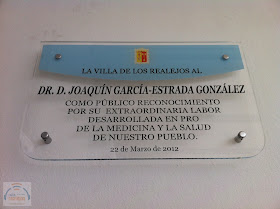 LA VILLA DE LOS REALEJOS AL
DR. D. JOAQUÍN GARCÍA-ESTRADA GONZÁLEZ
COMO PÚBLICO RECONOCIMIENTO
POR SU EXTRAORDINARIA LABOR
DESARROLLADA EN PRO
DE LA MEDICINA Y LA SALUD
DE NUESTRO PUEBLO.
22 de Marzo de 2012